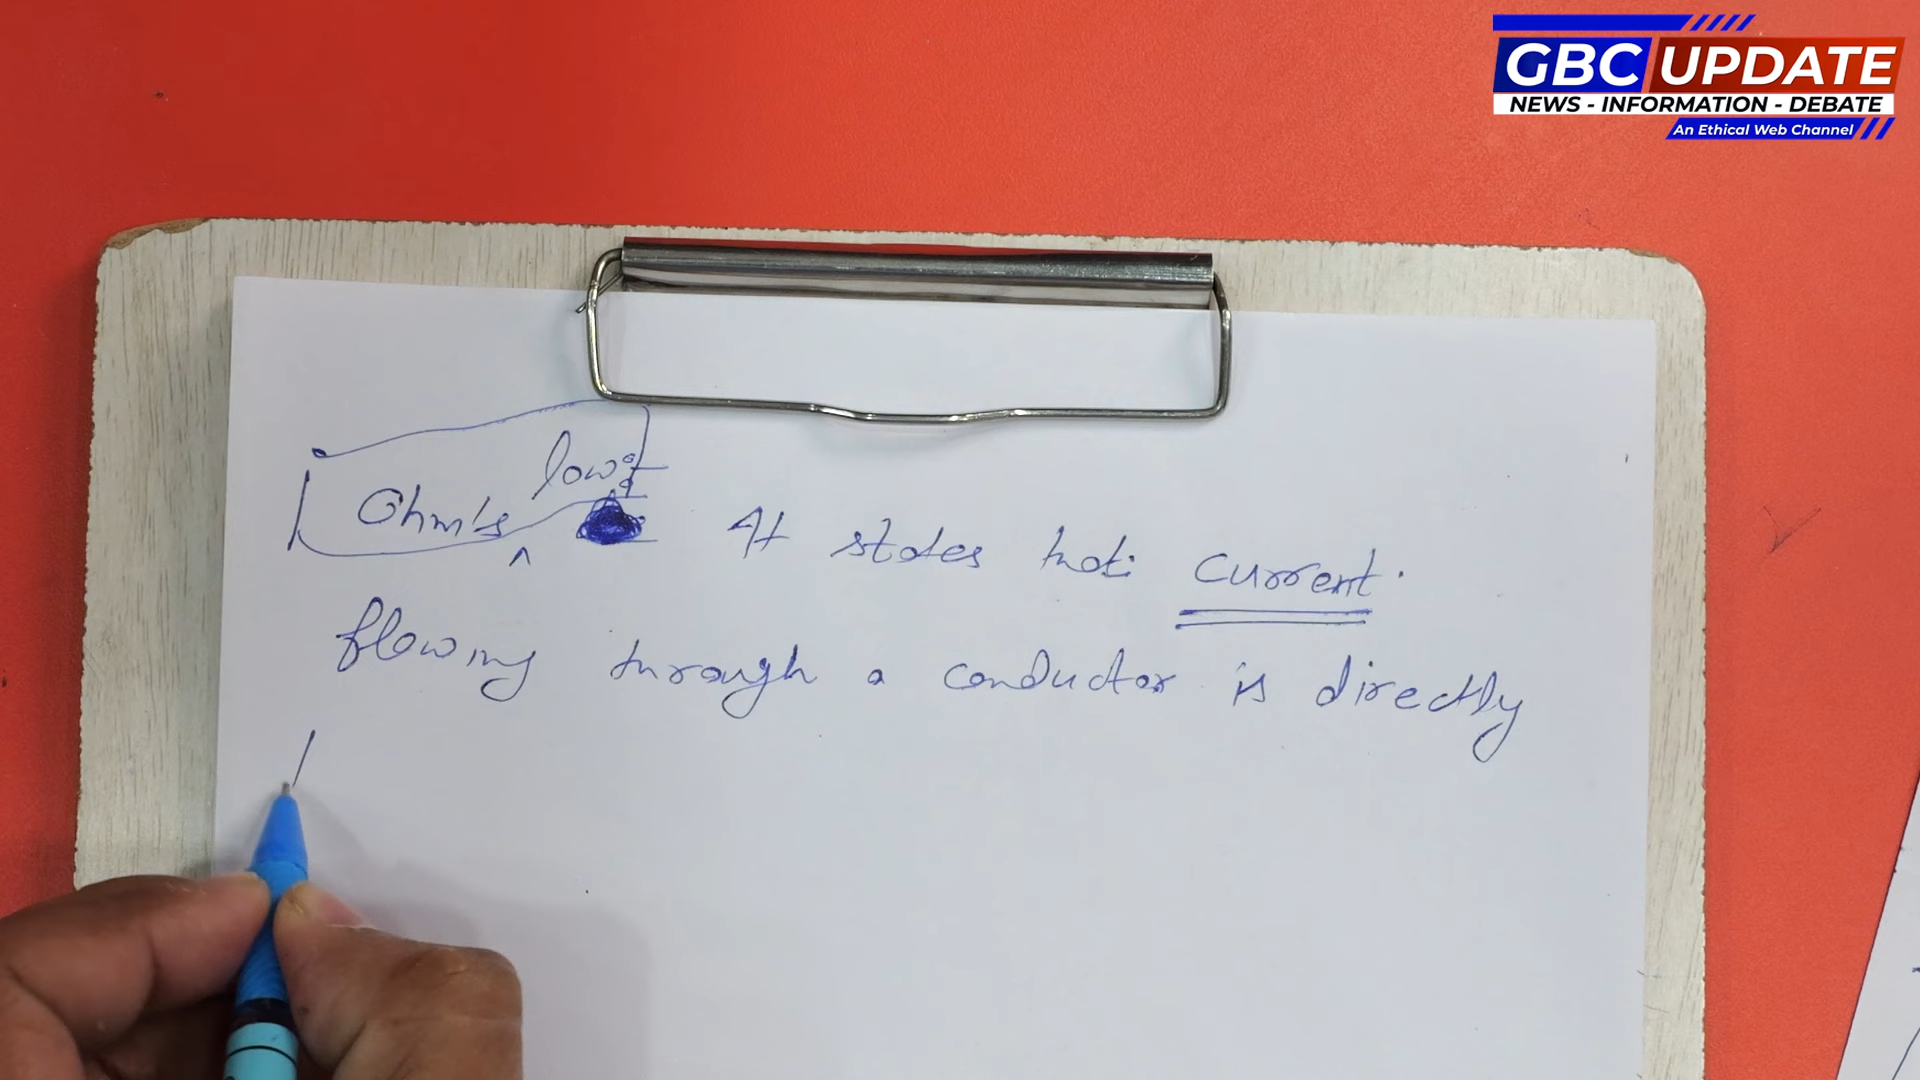 GBC UPDATE
NEWS - INFORMATION - DEBATE
An Ethical Web Channel
Ohm's low: It states that current
flowing through a conductor is directly